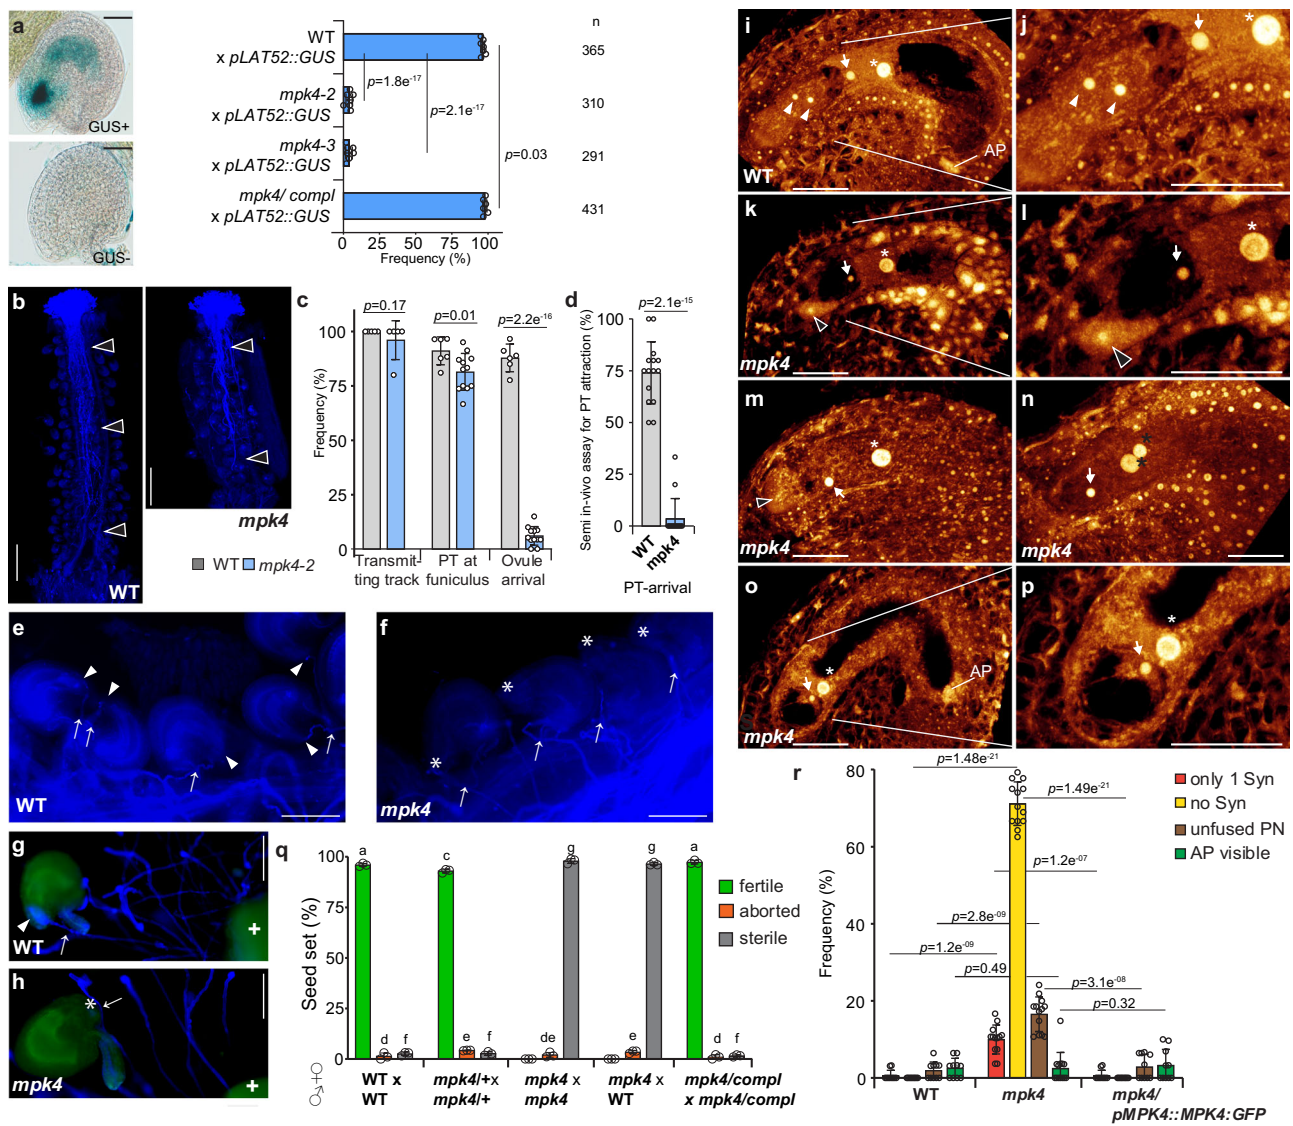 a
GUS+
GUS-
n
WT
x pLAT52::GUS
365
p=1.8e-17
mpk4-2
x pLAT52::GUS
310
p=2.1e-17
mpk4-3
x pLAT52::GUS
291
p=0.03
mpk4/ compl
x pLAT52::GUS
431
0 25 50 75 100
Frequency (%)
b
WT
mpk4
c
p=0.17
p=0.01
p=2.2e-16
100
75
50
25
0
Frequency (%)
Transmit-
ting track
PT at
funiculus
Ovule
arrival
WT mpk4-2
d
p=2.1e-15
100
75
50
25
0
Semi in-vivo assay for PT attraction (%)
WT
mpk4
PT-arrival
e
WT
f
* * * *
mpk4
g
WT
+
h
*
mpk4
+
i
*
AP
WT
j
*
k
*
mpk4
l
*
m
*
mpk4
n
* *
mpk4
o
*
AP
mpk4
p
*
q
Seed set (%)
100
75
50
25
0
a d f
c e f
g de
g e
a d f
fertile
aborted
sterile
♀
♂
WT x
WT
mpk4/+x
mpk4/+
mpk4 x
mpk4
mpk4 x
WT
mpk4/compl
x mpk4/compl
r
Frequency (%)
80
60
40
20
0
p=1.48e-21
p=1.49e-21
p=1.2e-07
p=2.8e-09
p=1.2e-09
p=0.49
p=3.1e-08
p=0.32
only 1 Syn
no Syn
unfused PN
AP visible
WT
mpk4
mpk4/
pMPK4::MPK4:GFP